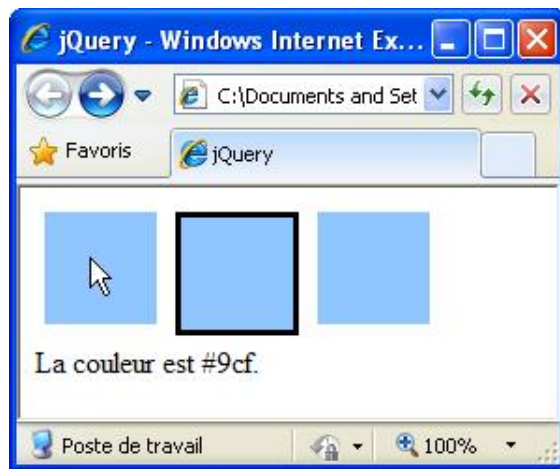 jQuery - Windows Internet Ex...
C:\Documents and Set
Favoris
jQuery
La couleur est #9cf.
Poste de travail
100%